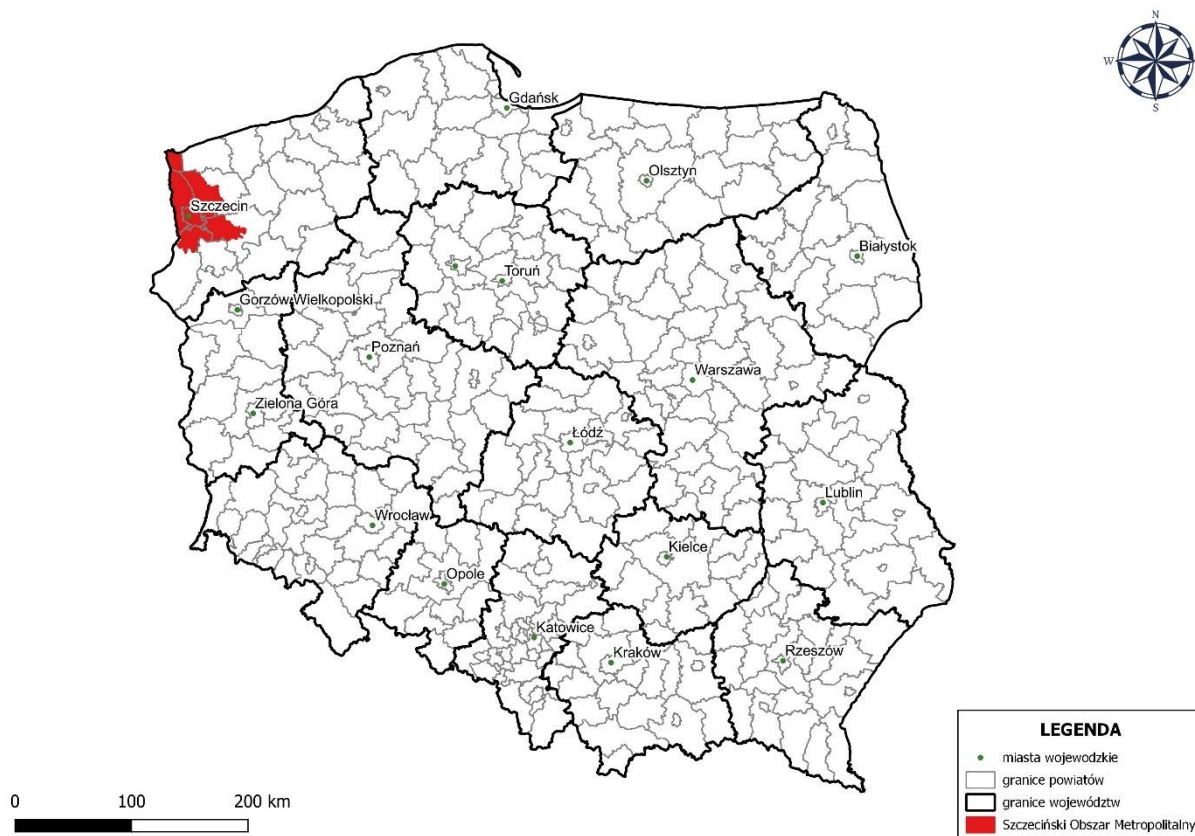 N
W
S
Gdańsk
Olsztyn
Szczecin
Białystok
Toruń
Gorzów Wielkopolski
Poznań
Warszawa
Zielona Góra
Łódź
Lublin
Wrocław
Kielce
Opole
Katowice
Kraków
Rzeszów
LEGENDA
miasta wojewodzkie
granice powiatów
granice województw
Szczeciński Obszar Metropolitalny
0 100 200 km